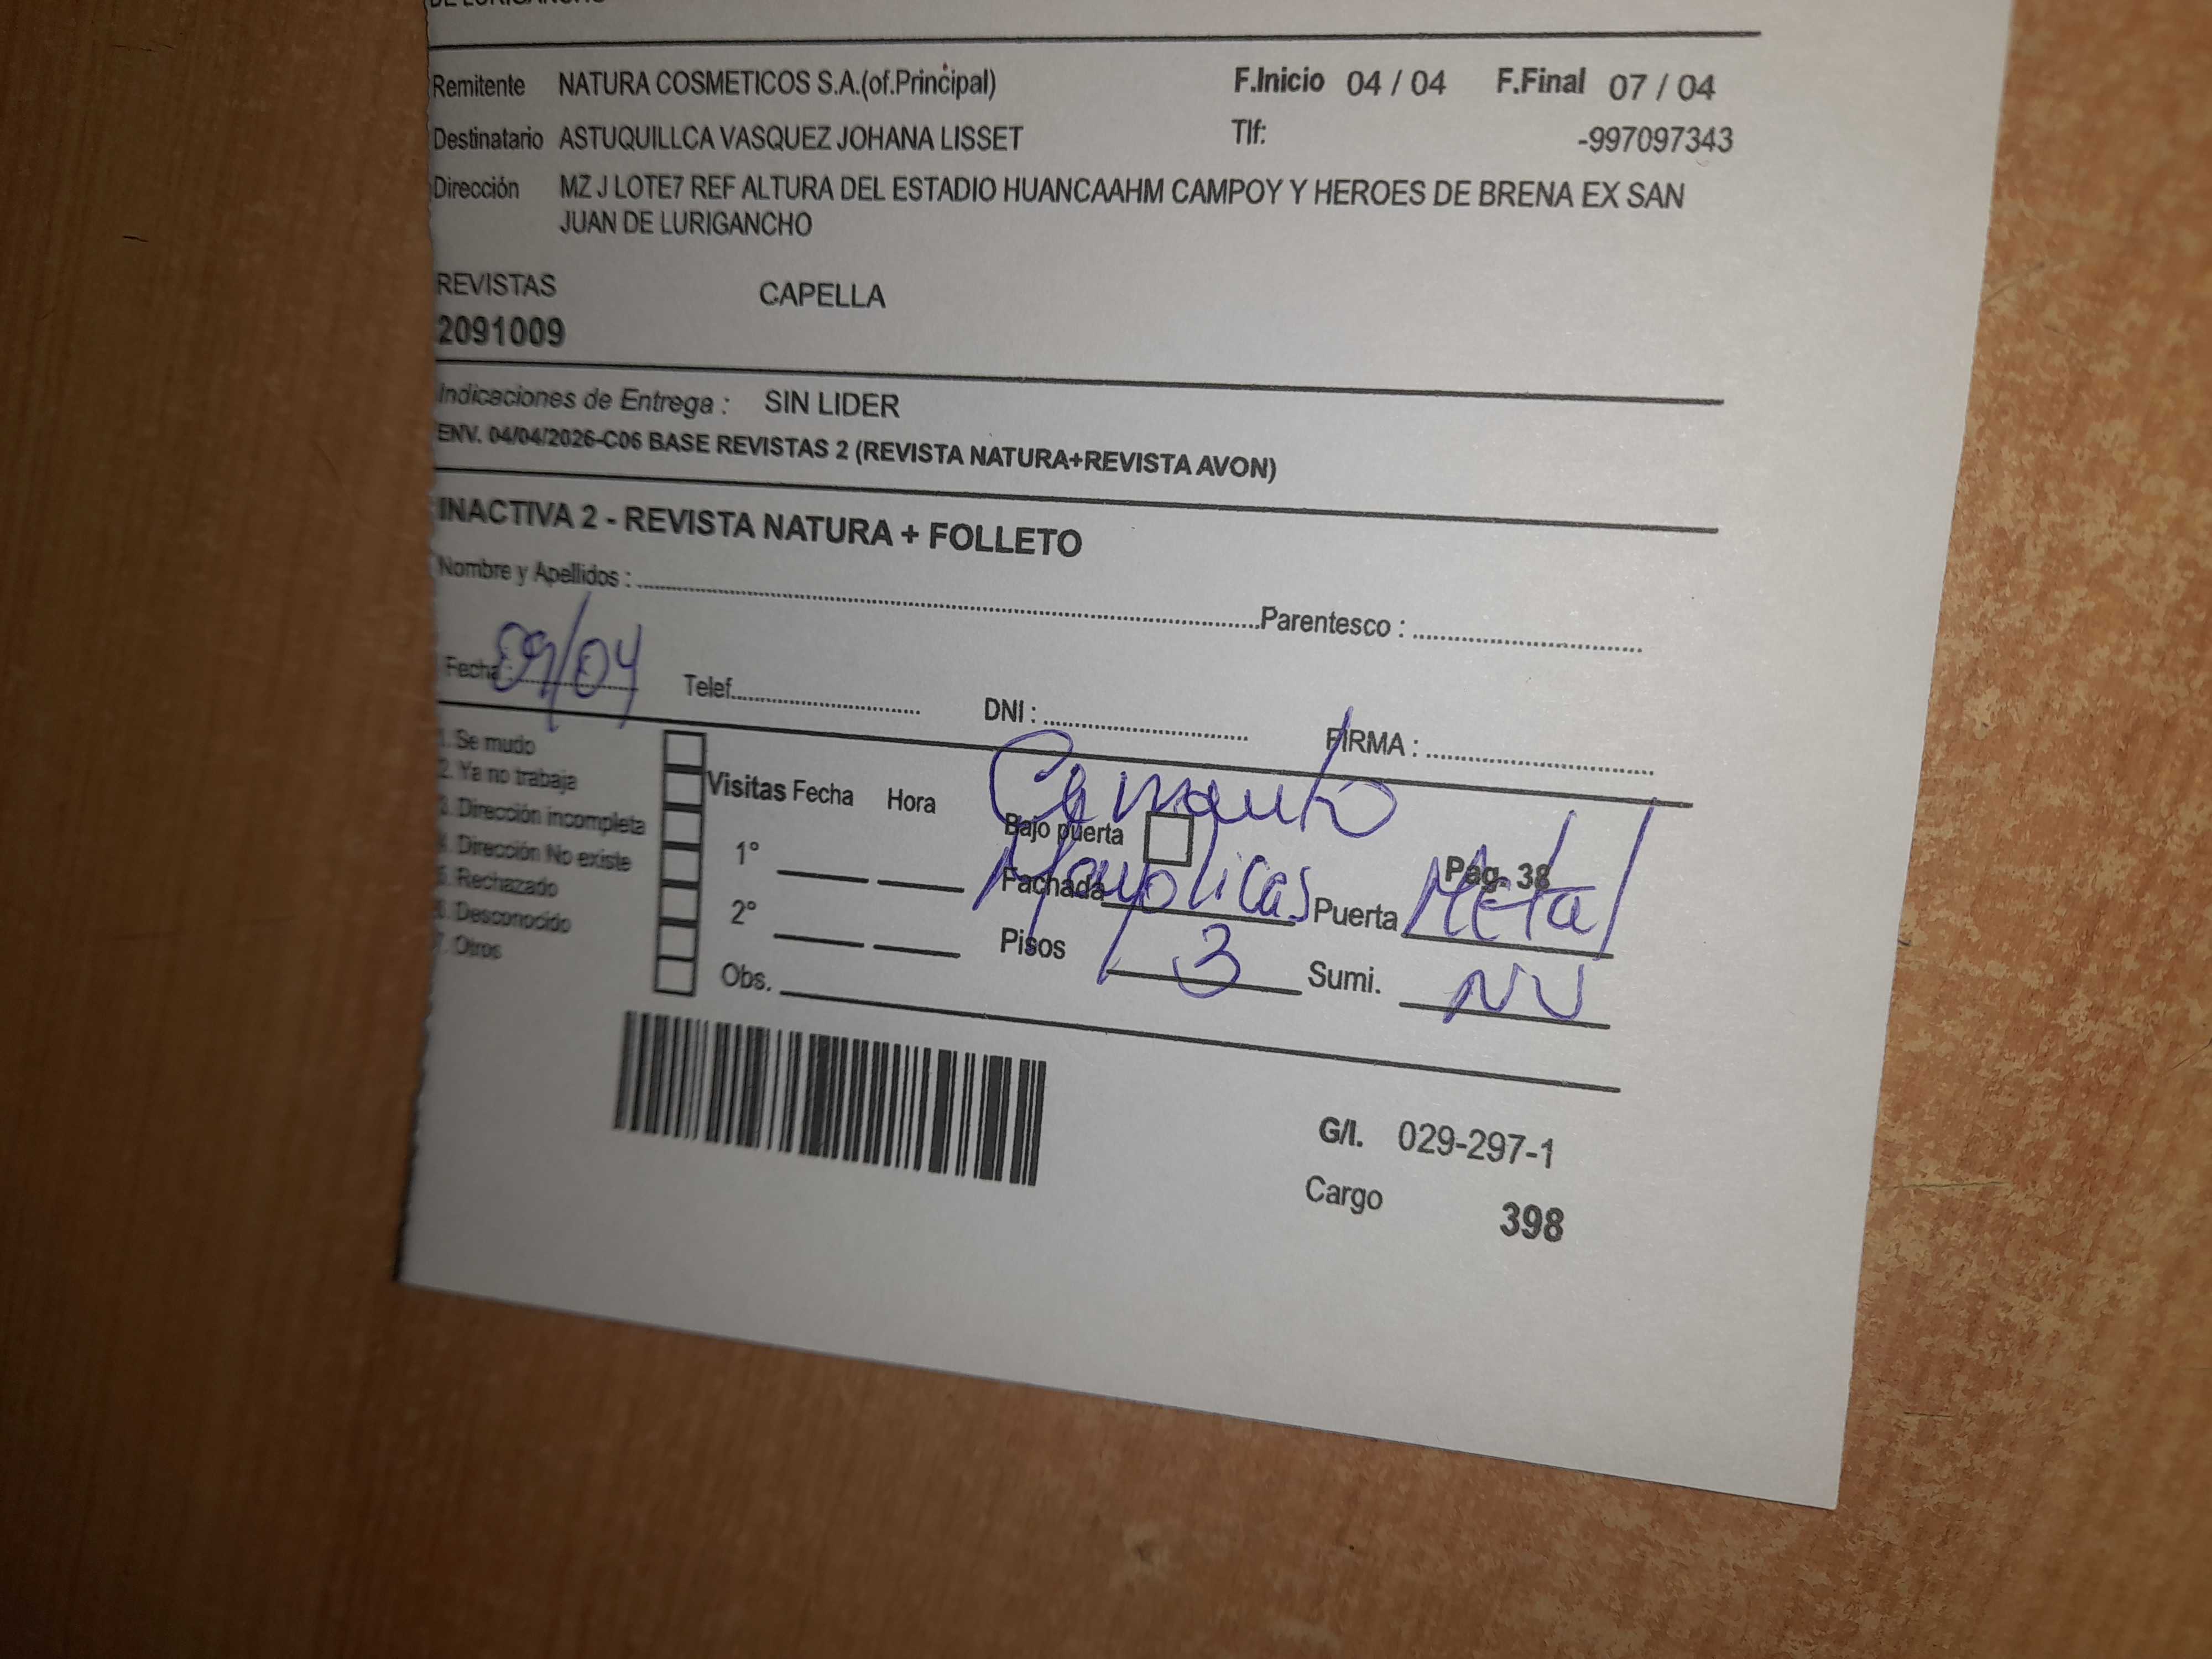 DE LURIGANCHO
Remitente NATURA COSMETICOS S.A.(of.Principal) F.Inicio 04 / 04 F.Final 07 / 04
Destinatario ASTUQUILLCA VASQUEZ JOHANA LISSET Tlf: -997097343
Dirección MZ J LOTE7 REF ALTURA DEL ESTADIO HUANCAAHM CAMPOY Y HEROES DE BRENA EX SAN
JUAN DE LURIGANCHO
REVISTAS CAPELLA
2091009
Indicaciones de Entrega : SIN LIDER
ENV. 04/04/2026-C06 BASE REVISTAS 2 (REVISTA NATURA+REVISTA AVON)
INACTIVA 2 - REVISTA NATURA + FOLLETO
Nombre y Apellidos : Parentesco :
Fecha : 09/04 Telef. DNI : FIRMA :
1. Se mudo
2. Ya no trabaja
3. Dirección incompleta
4. Dirección No existe
5. Rechazado
6. Desconocido
7. Otros
Visitas Fecha Hora
1°
2°
Obs.
Bajo puerta Pag. 38
Fachada Mayolicas Puerta Metal
Pisos 3 Sumi. NV
G/I. 029-297-1
Cargo 398